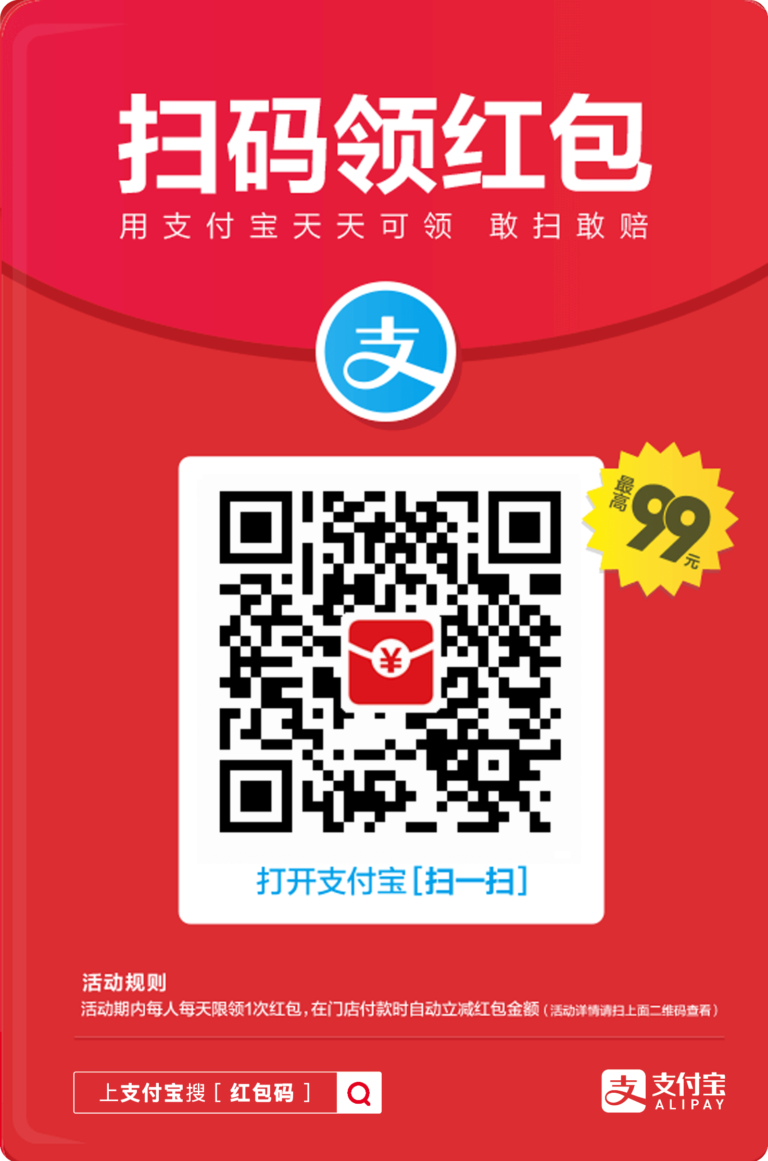 扫码领红包
用支付宝天天可领 敢扫敢赔
支
最高
99
元
¥
打开支付宝[扫一扫]
活动规则
活动期内每人每天限领1次红包,在门店付款时自动立减红包金额(活动详情请扫上面二维码查看)
上支付宝搜[红包码]
支 支付宝
ALIPAY